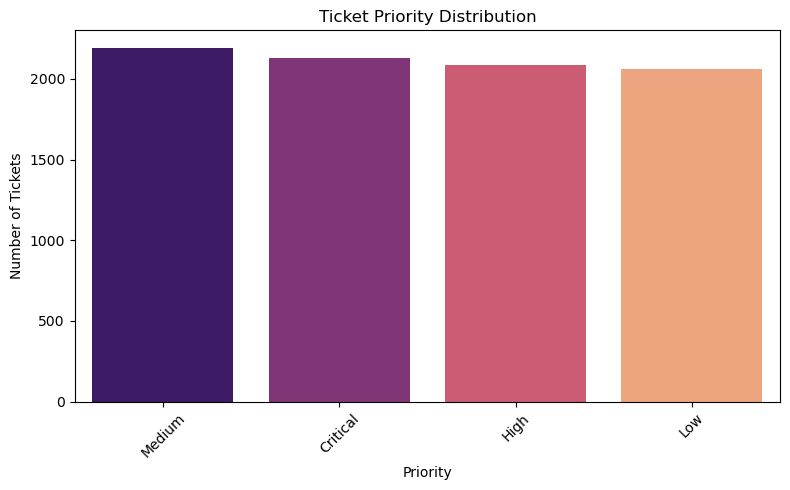 Ticket Priority Distribution
Number of Tickets
2000
1500
1000
500
0
Medium
Critical
High
Low
Priority